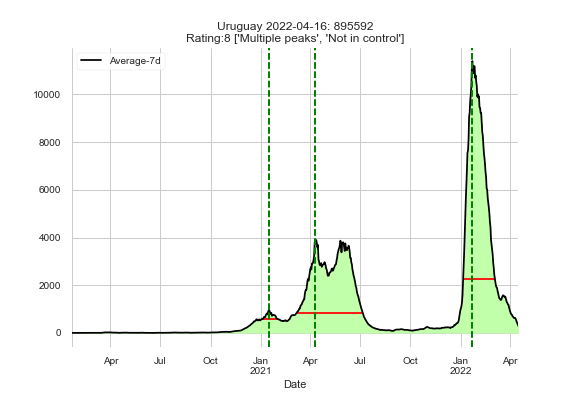 Uruguay 2022-04-16: 895592
Rating:8 ['Multiple peaks', 'Not in control']
Average-7d
10000
8000
6000
4000
2000
0
Apr Jul Oct Jan Apr Jul Oct Jan Apr
2021 2022
Date